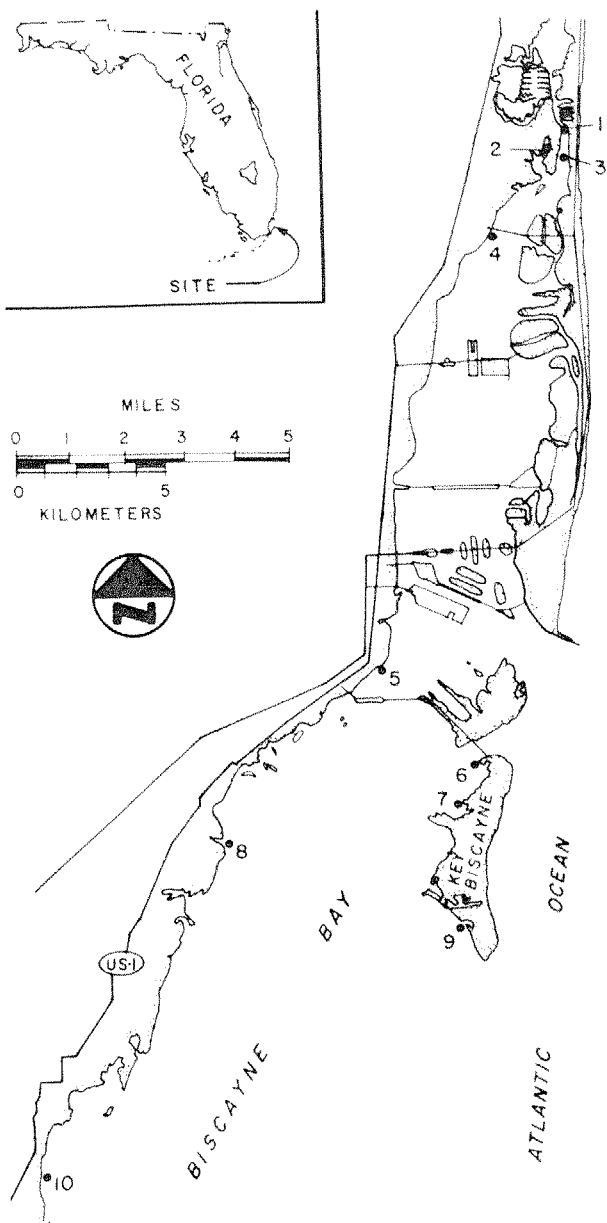 FLORIDA
SITE
MILES
0 1 2 3 4 5
0 5
KILOMETERS
N
1
2
3
4
5
6
7
KEY
BISCAYNE
8
9
US-1
BISCAYNE
BAY
ATLANTIC
OCEAN
10